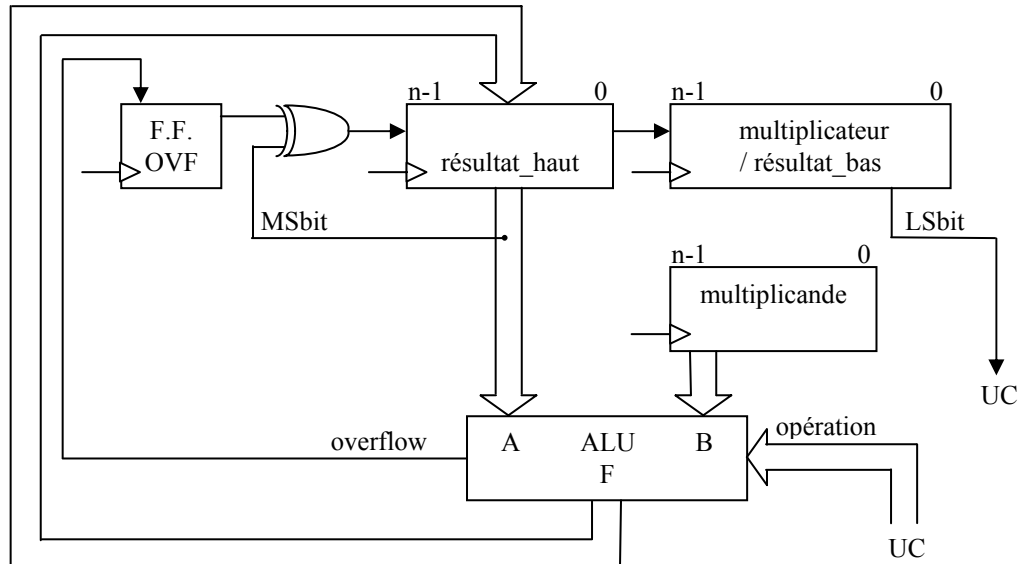 n-1 0 n-1 0
F.F.
OVF
résultat_haut
multiplicateur
/ résultat_bas
MSbit
LSbit
n-1 0
multiplicande
UC
overflow
A ALU B
F
opération
UC